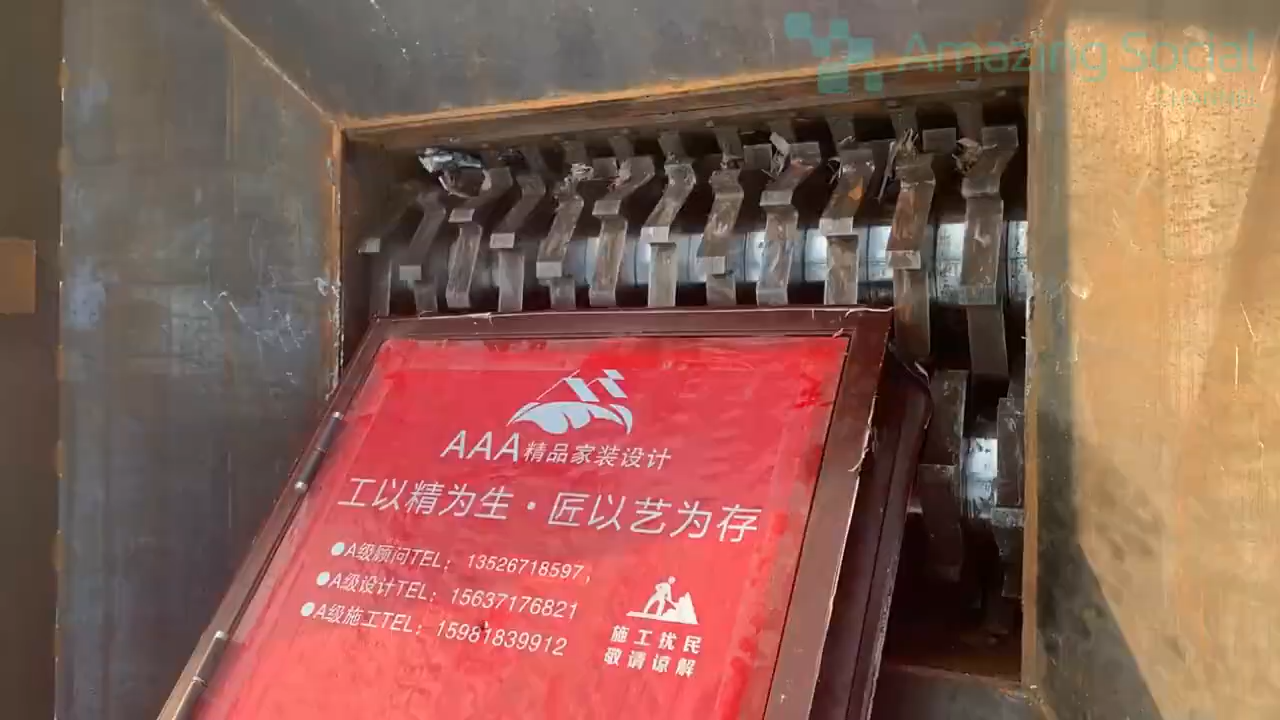 Amazing Social
AAA精品家装设计
工以精为生·匠以艺为存
●A级顾问TEL: 13526718597,
●A级设计TEL: 15637176821
●A级施工TEL: 15981839912
施工扰民
敬请谅解